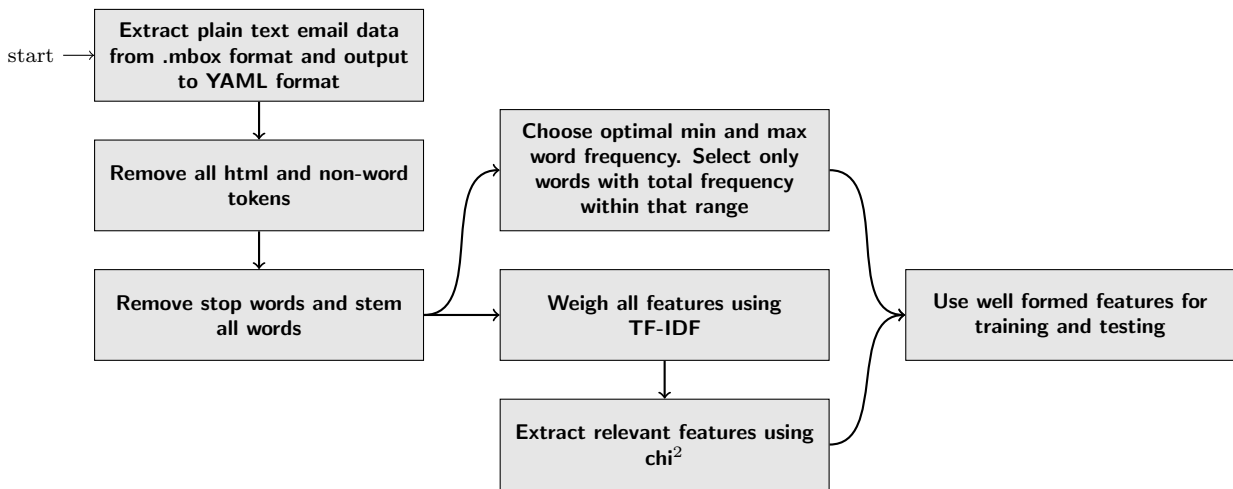 start
Extract plain text email data
from .mbox format and output
to YAML format
Remove all html and non-word
tokens
Remove stop words and stem
all words
Choose optimal min and max
word frequency. Select only
words with total frequency
within that range
Weigh all features using
TF-IDF
Extract relevant features using
chi²
Use well formed features for
training and testing